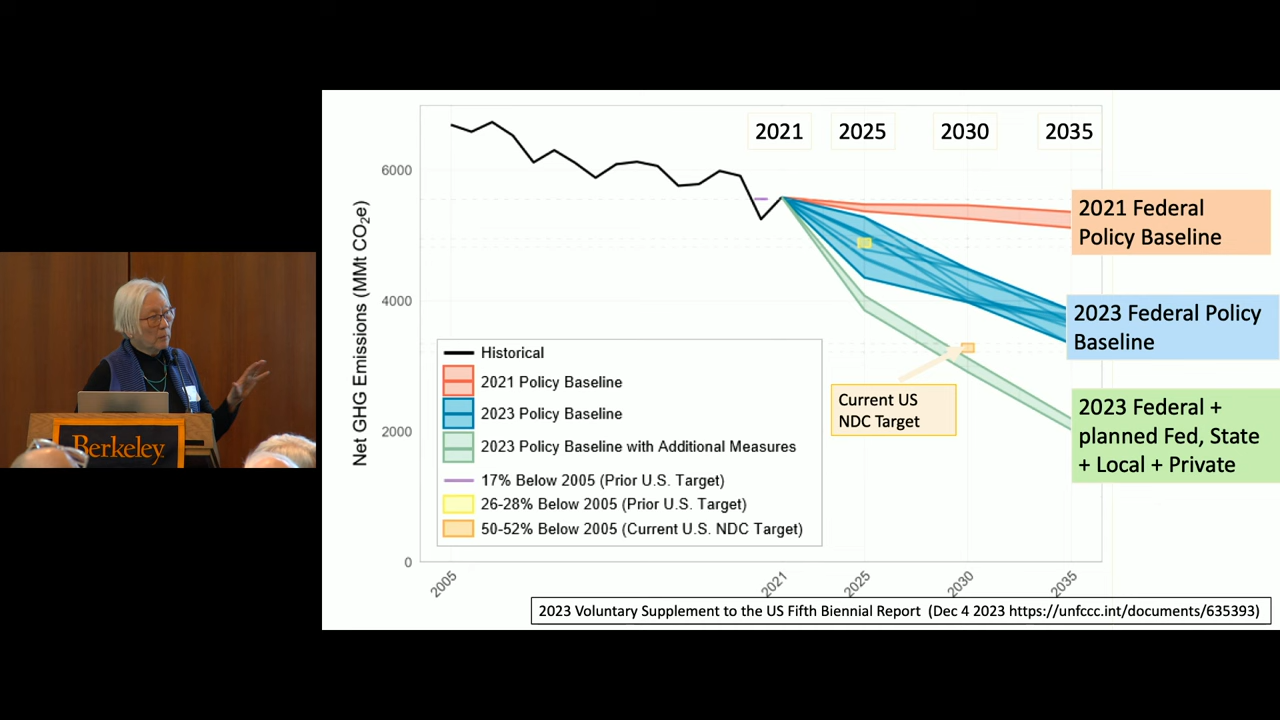 2021
2025
2030
2035
6000
4000
2000
0
Net GHG Emissions (MMt CO₂e)
2021 Federal
Policy Baseline
2023 Federal Policy
Baseline
2023 Federal +
planned Fed, State
+ Local + Private
Current US
NDC Target
Historical
2021 Policy Baseline
2023 Policy Baseline
2023 Policy Baseline with Additional Measures
17% Below 2005 (Prior U.S. Target)
26-28% Below 2005 (Prior U.S. Target)
50-52% Below 2005 (Current U.S. NDC Target)
2005
2021
2025
2030
2035
2023 Voluntary Supplement to the US Fifth Biennial Report (Dec 4 2023 https://unfccc.int/documents/635393)
Berkeley